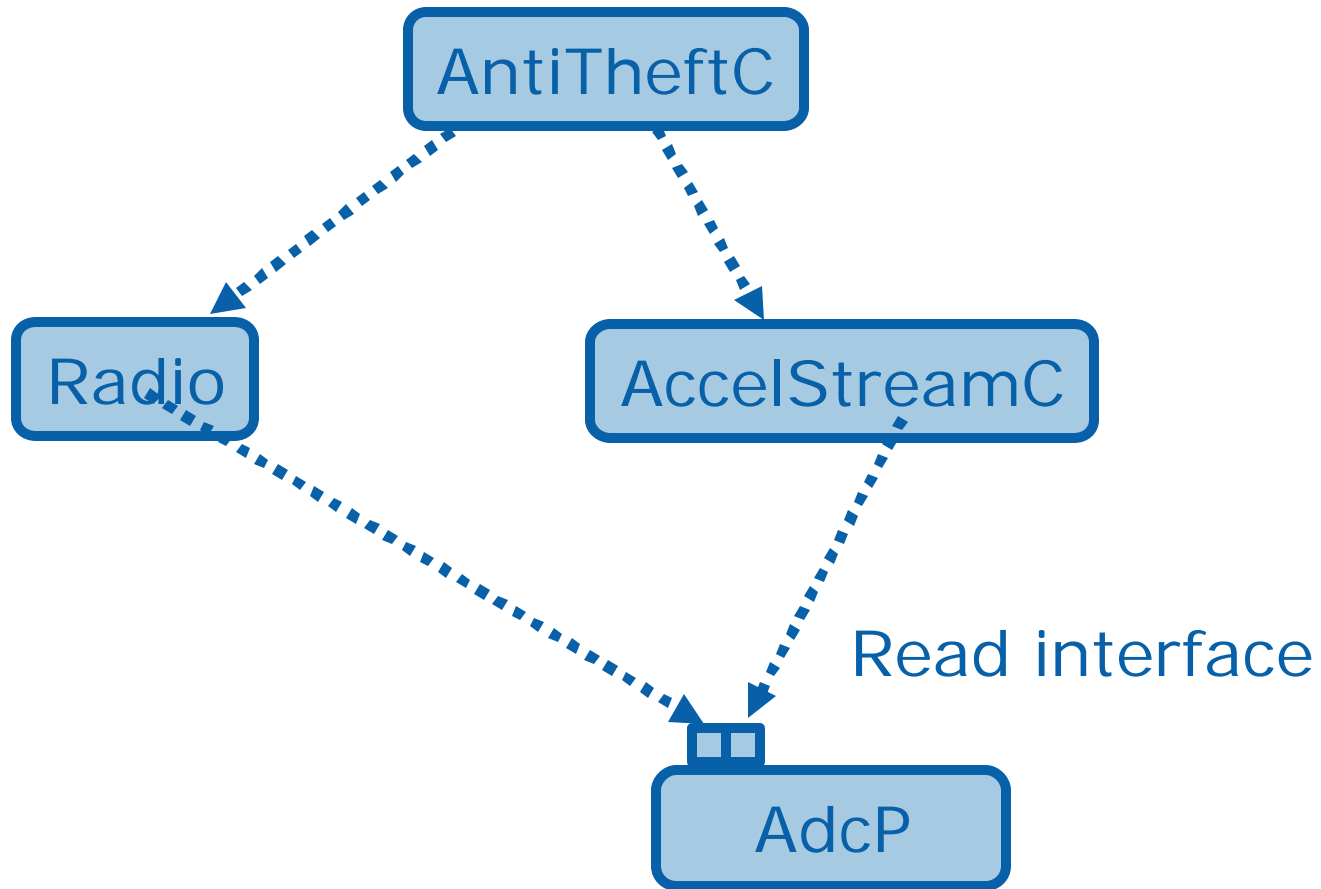 AntiTheftC
Radio
AccelStreamC
Read interface
AdcP